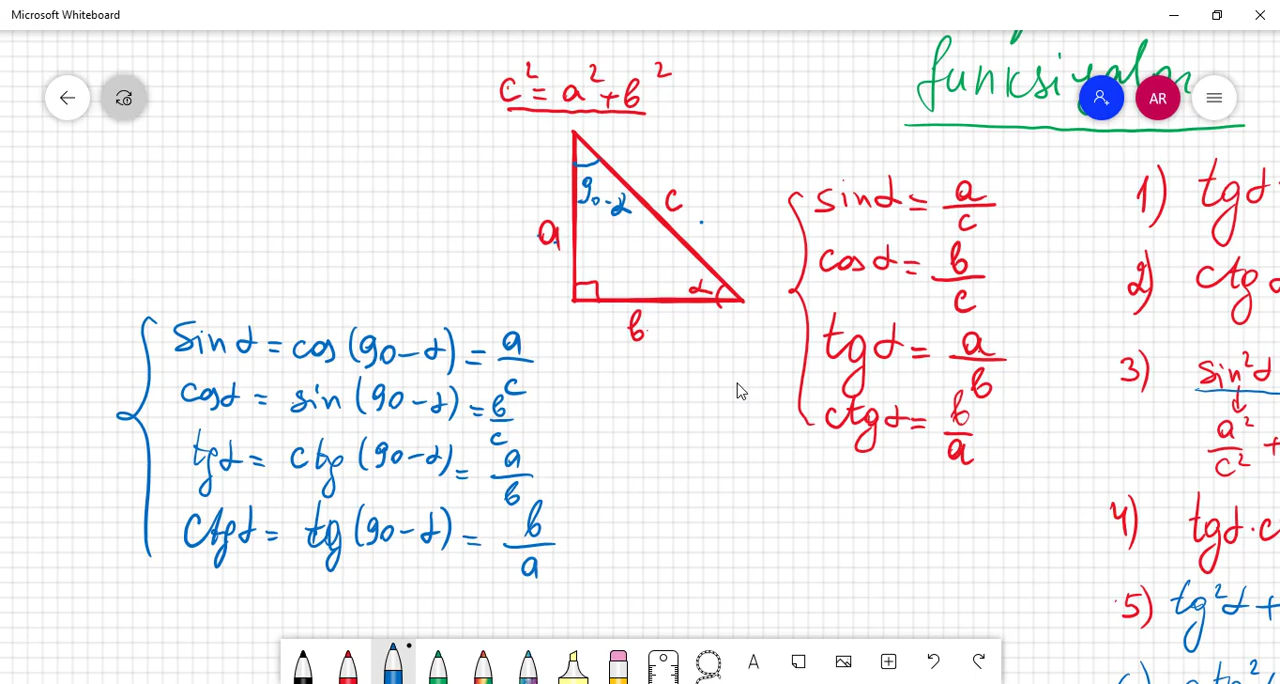 Microsoft Whiteboard
c² = a² + b²
funksiyalar
AR
90-α
c
a
α
b
sinα = a/c
cosα = b/c
tgα = a/b
ctgα = b/a
sinα = cos(90-α) = a/c
cosα = sin(90-α) = b/c
tgα = ctg(90-α) = a/b
ctgα = tg(90-α) = b/a
1) tgα
2) ctgα
3) sin²α
a²/c² +
4) tgα·c
5) tg²α +
A